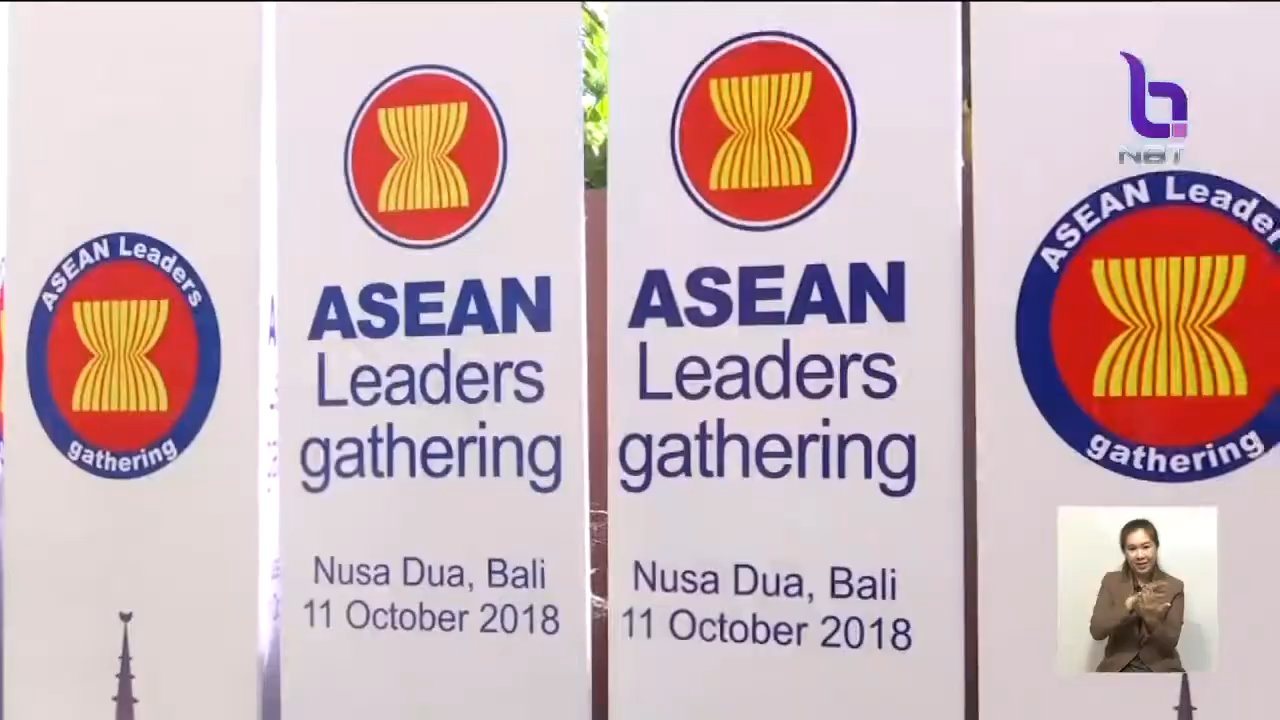 ASEAN Leaders
gathering
ASEAN
Leaders
gathering
Nusa Dua, Bali
11 October 2018
ASEAN
Leaders
gathering
Nusa Dua, Bali
11 October 2018
NBT
ASEAN Leader
gathering